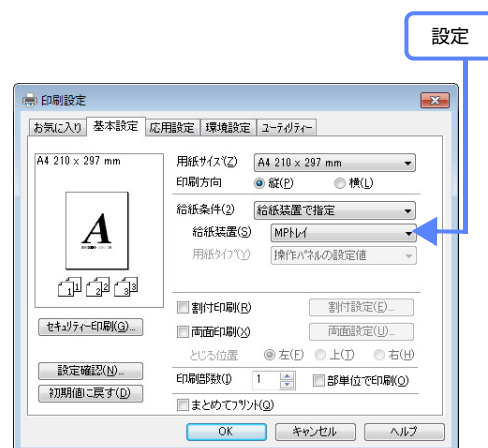 設定
印刷設定
お気に入り 基本設定 応用設定 環境設定 ユーティリティー
A4 210 × 297 mm
用紙サイズ(Z) A4 210 × 297 mm
印刷方向 縦(P) 横(L)
給紙条件(2) 給紙装置で指定
給紙装置(S) MPトレイ
用紙タイプ(Y) 操作パネルの設定値
A
1 1 2 2 3 3
割付印刷(R) 割付設定(E)...
セキュリティー印刷(G)...
両面印刷(X) 両面設定(U)...
とじる位置 左(F) 上(T) 右(H)
設定確認(N)...
印刷部数(I) 1 部単位で印刷(O)
初期値に戻す(D)
まとめてプリント(Q)
OK キャンセル ヘルプ